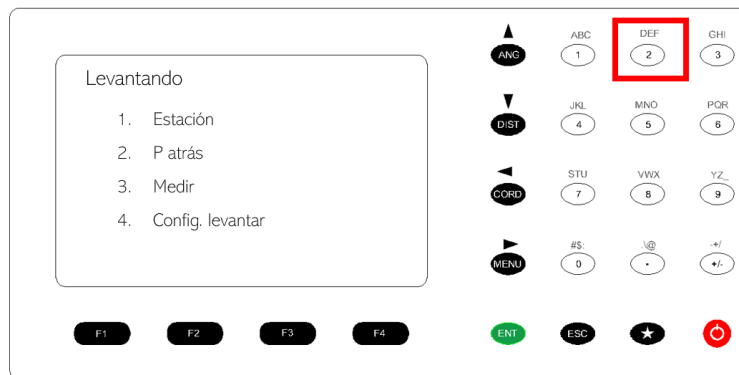 Levantando
1. Estación
2. P atrás
3. Medir
4. Config. levantar
F1 F2 F3 F4
ABC DEF GHI
ANG 1 2 3
JKL MNO PQR
DIST 4 5 6
STU VWX YZ_
CORD 7 8 9
#$: .\@ -+/
MENU 0 . +/-
ENT ESC